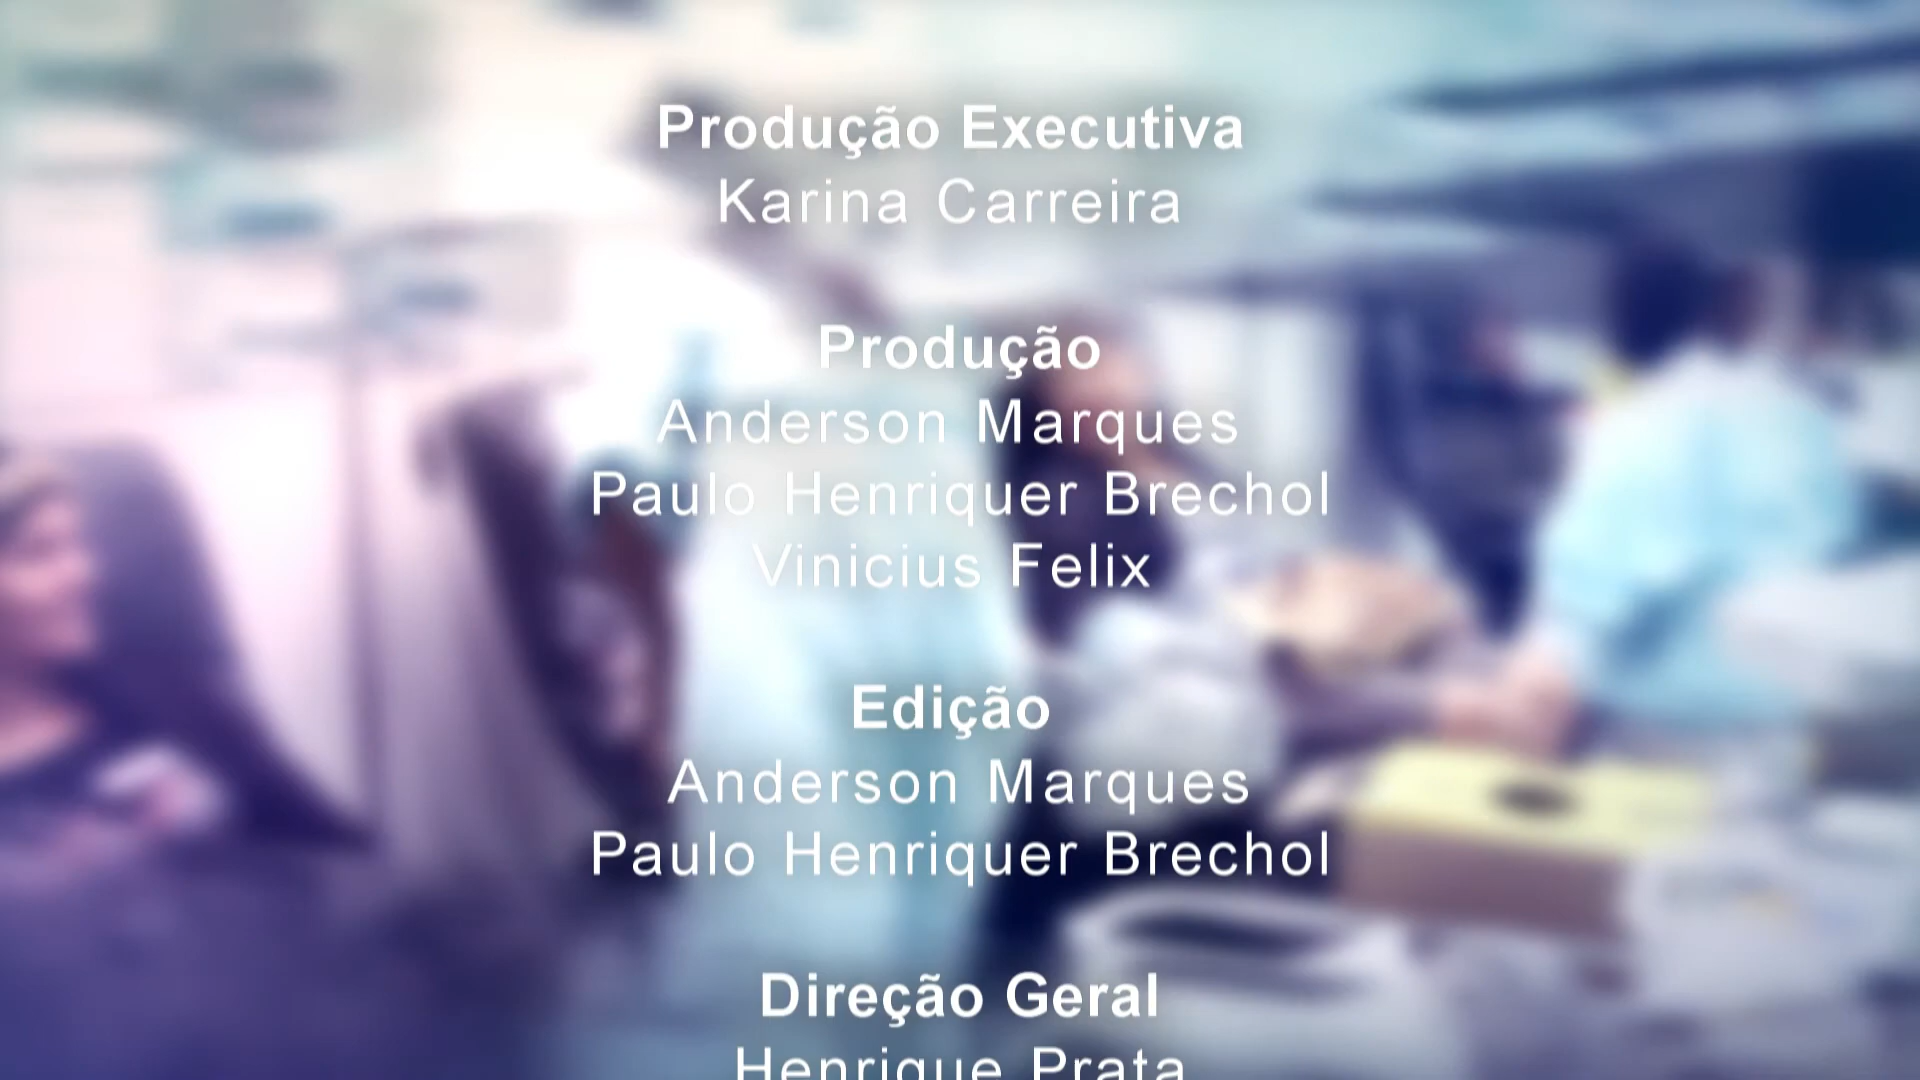 Produção Executiva
Karina Carreira
Produção
Anderson Marques
Paulo Henriquer Brechol
Vinicius Felix
Edição
Anderson Marques
Paulo Henriquer Brechol
Direção Geral
Henrique Prata